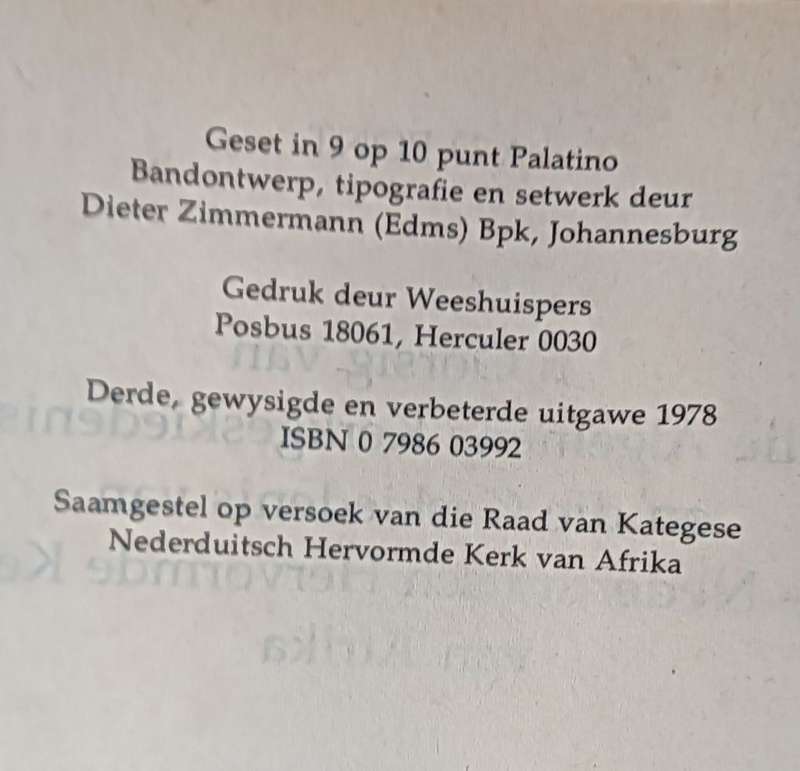 Geset in 9 op 10 punt Palatino
Bandontwerp, tipografie en setwerk deur
Dieter Zimmermann (Edms) Bpk, Johannesburg
Gedruk deur Weeshuispers
Posbus 18061, Herculer 0030
Derde, gewysigde en verbeterde uitgawe 1978
ISBN 0 7986 03992
Saamgestel op versoek van die Raad van Kategese
Nederduitsch Hervormde Kerk van Afrika